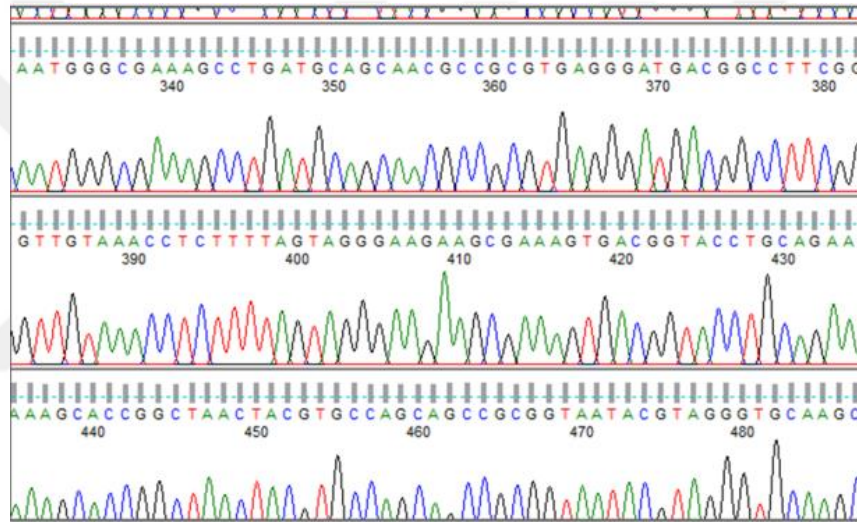 AATGGGCGAAAGCCTGATGCAGCAACGCCGCGTGAGGGATGACGGCCTTCGG
340 350 360 370 380
GTTGTAAACCTCTTTTAGTAGGGAAGAAGCGAAAGTGACGGTACCTGCAGAA
390 400 410 420 430
AAAGCACCGGCTAACTACGTGCCAGCAGCCGCGGTAATACGTAGGGTGCAAGC
440 450 460 470 480